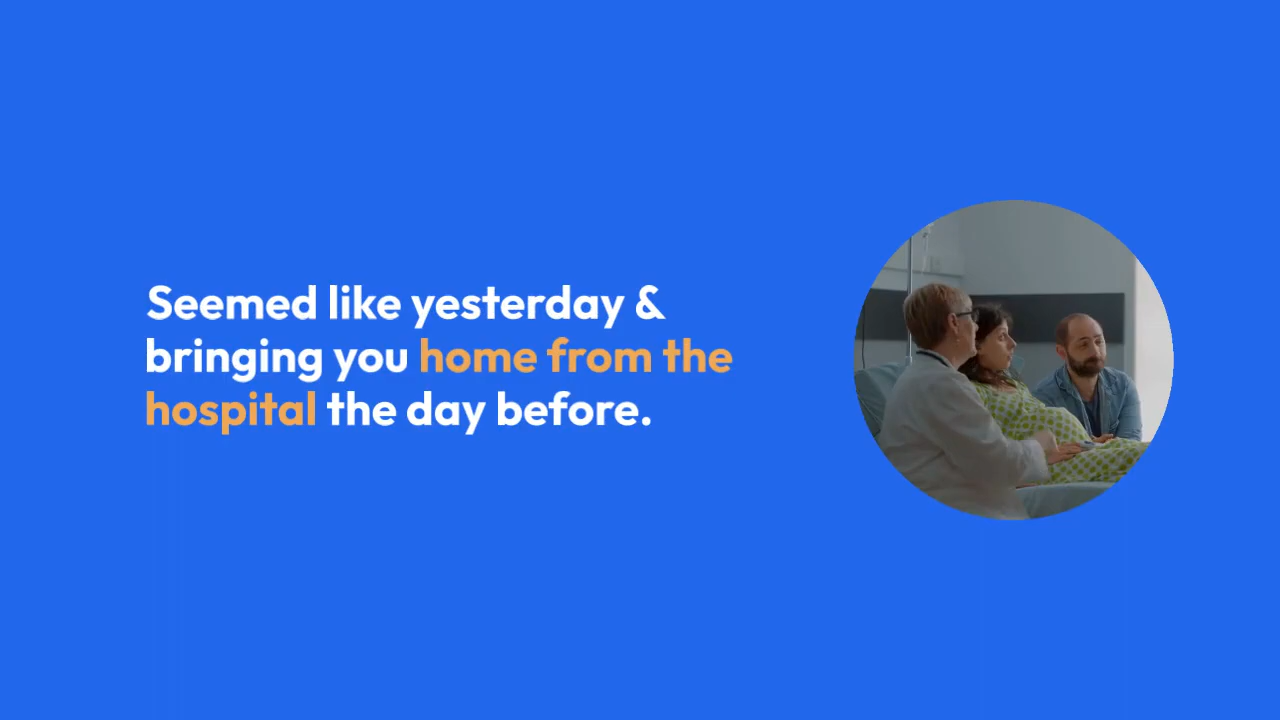 Seemed like yesterday &
bringing you home from the
hospital the day before.